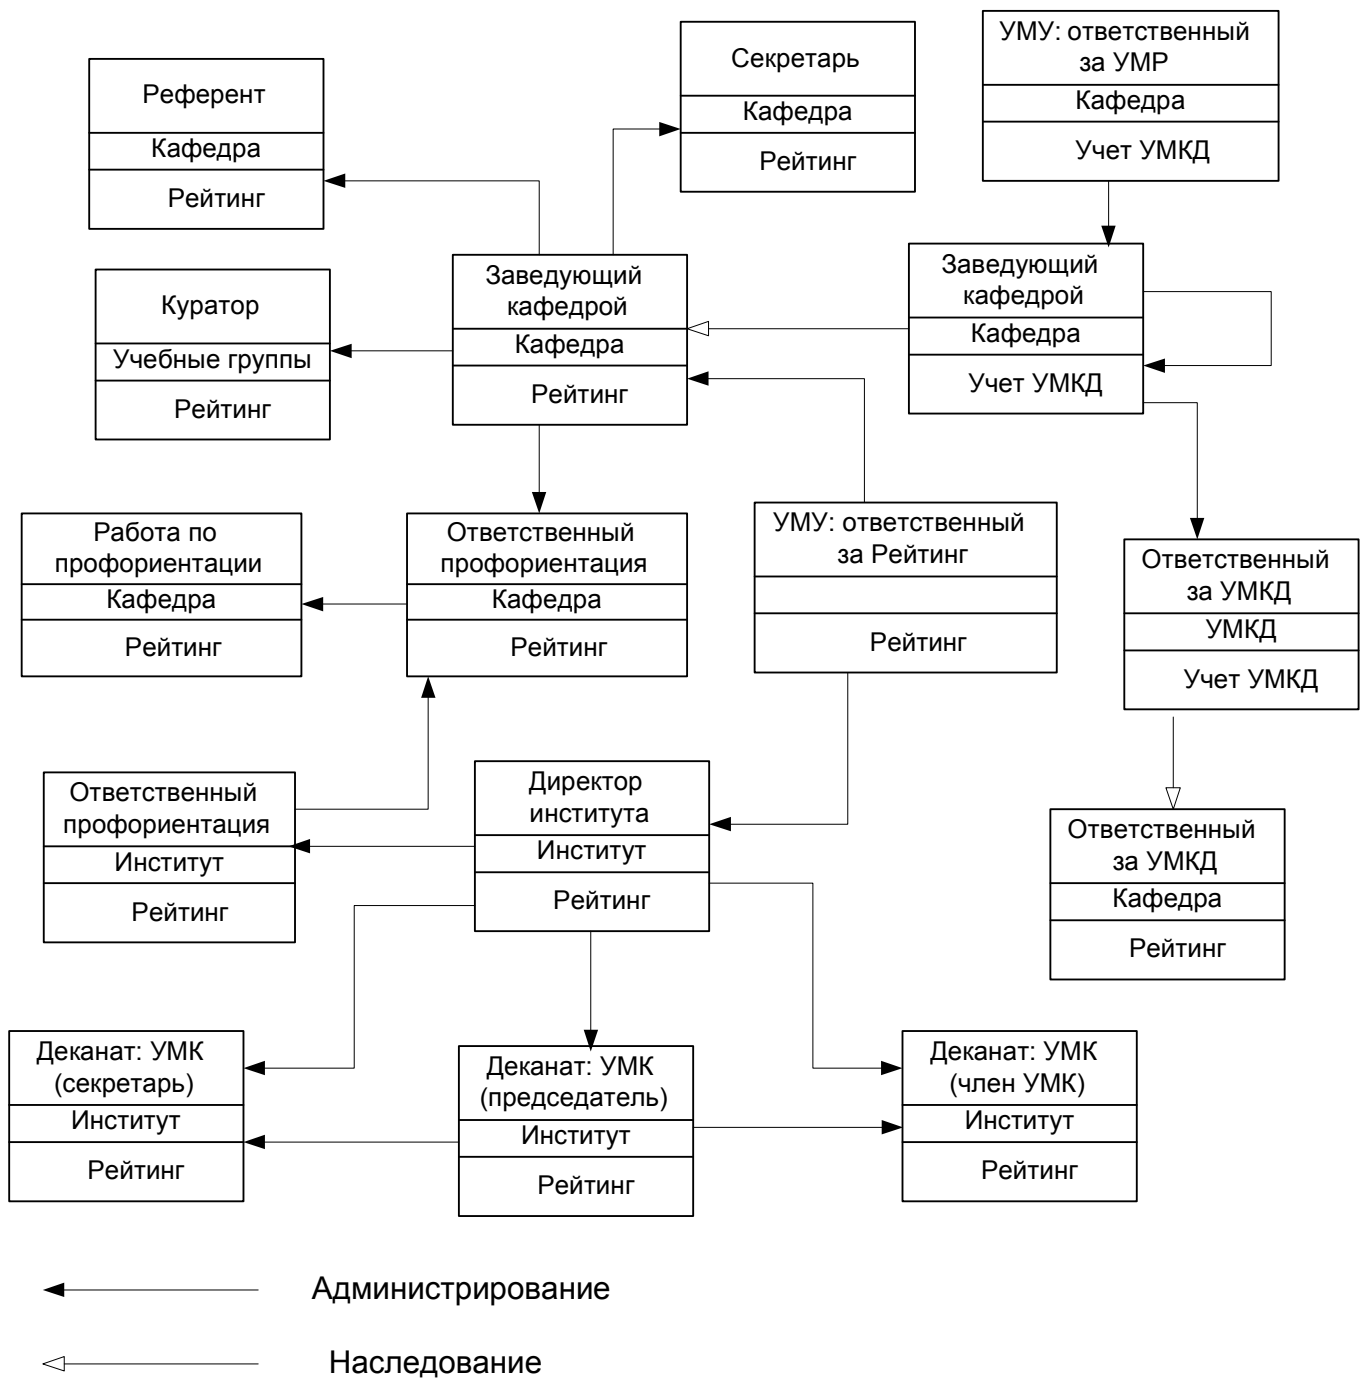 Референт
Кафедра
Рейтинг
Секретарь
Кафедра
Рейтинг
УМУ: ответственный
за УМР
Кафедра
Учет УМКД
Куратор
Учебные группы
Рейтинг
Заведующий
кафедрой
Кафедра
Рейтинг
Заведующий
кафедрой
Кафедра
Учет УМКД
Работа по
профориентации
Кафедра
Рейтинг
Ответственный
профориентация
Кафедра
Рейтинг
УМУ: ответственный
за Рейтинг
Рейтинг
Ответственный
за УМКД
УМКД
Учет УМКД
Ответственный
профориентация
Институт
Рейтинг
Директор
института
Институт
Рейтинг
Ответственный
за УМКД
Кафедра
Рейтинг
Деканат: УМК
(секретарь)
Институт
Рейтинг
Деканат: УМК
(председатель)
Институт
Рейтинг
Деканат: УМК
(член УМК)
Институт
Рейтинг
Администрирование
Наследование